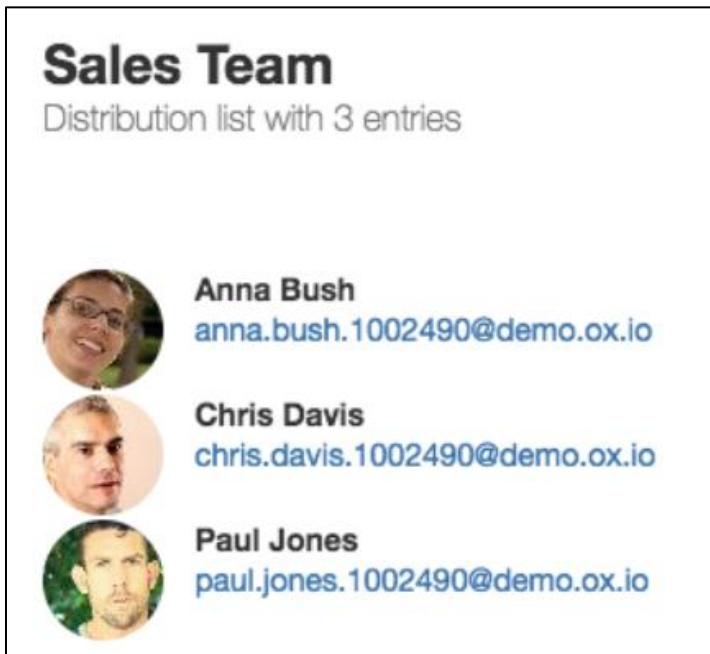 Sales Team
Distribution list with 3 entries
Anna Bush
anna.bush.1002490@demo.ox.io
Chris Davis
chris.davis.1002490@demo.ox.io
Paul Jones
paul.jones.1002490@demo.ox.io